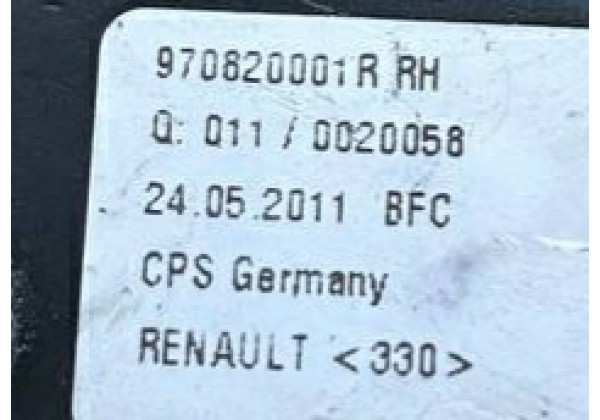 970820001R RH
Q: 011 / 0020058
24.05.2011 BFC
CPS Germany
RENAULT <330>